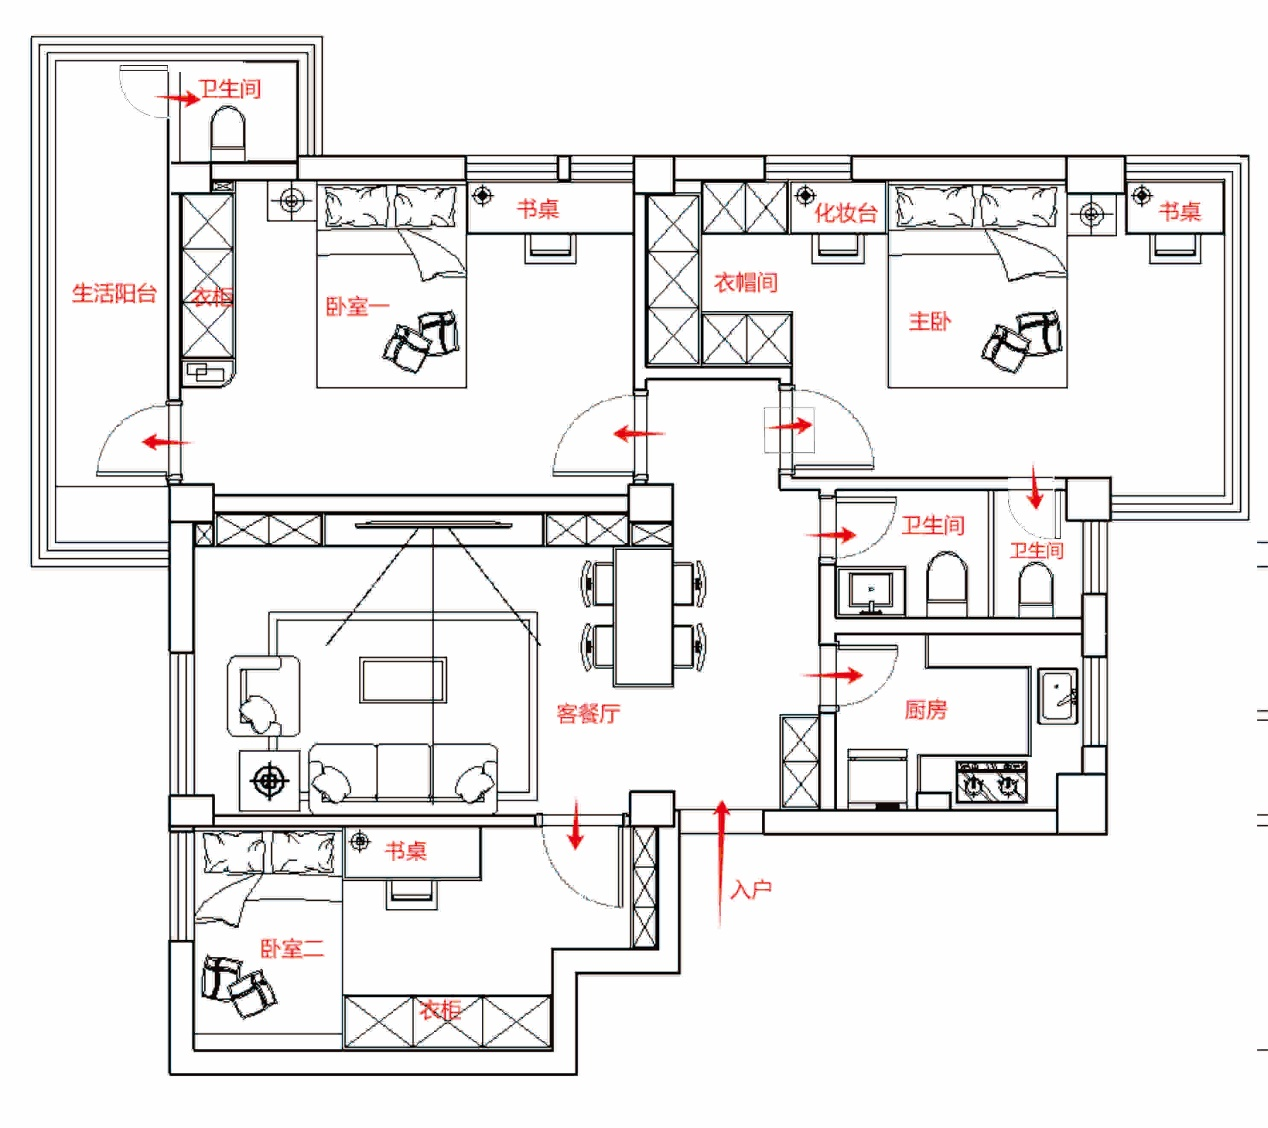 卫生间
书桌
化妆台
书桌
生活阳台
衣柜
卧室一
衣帽间
主卧
卫生间
卫生间
客餐厅
厨房
书桌
入户
卧室二
衣柜